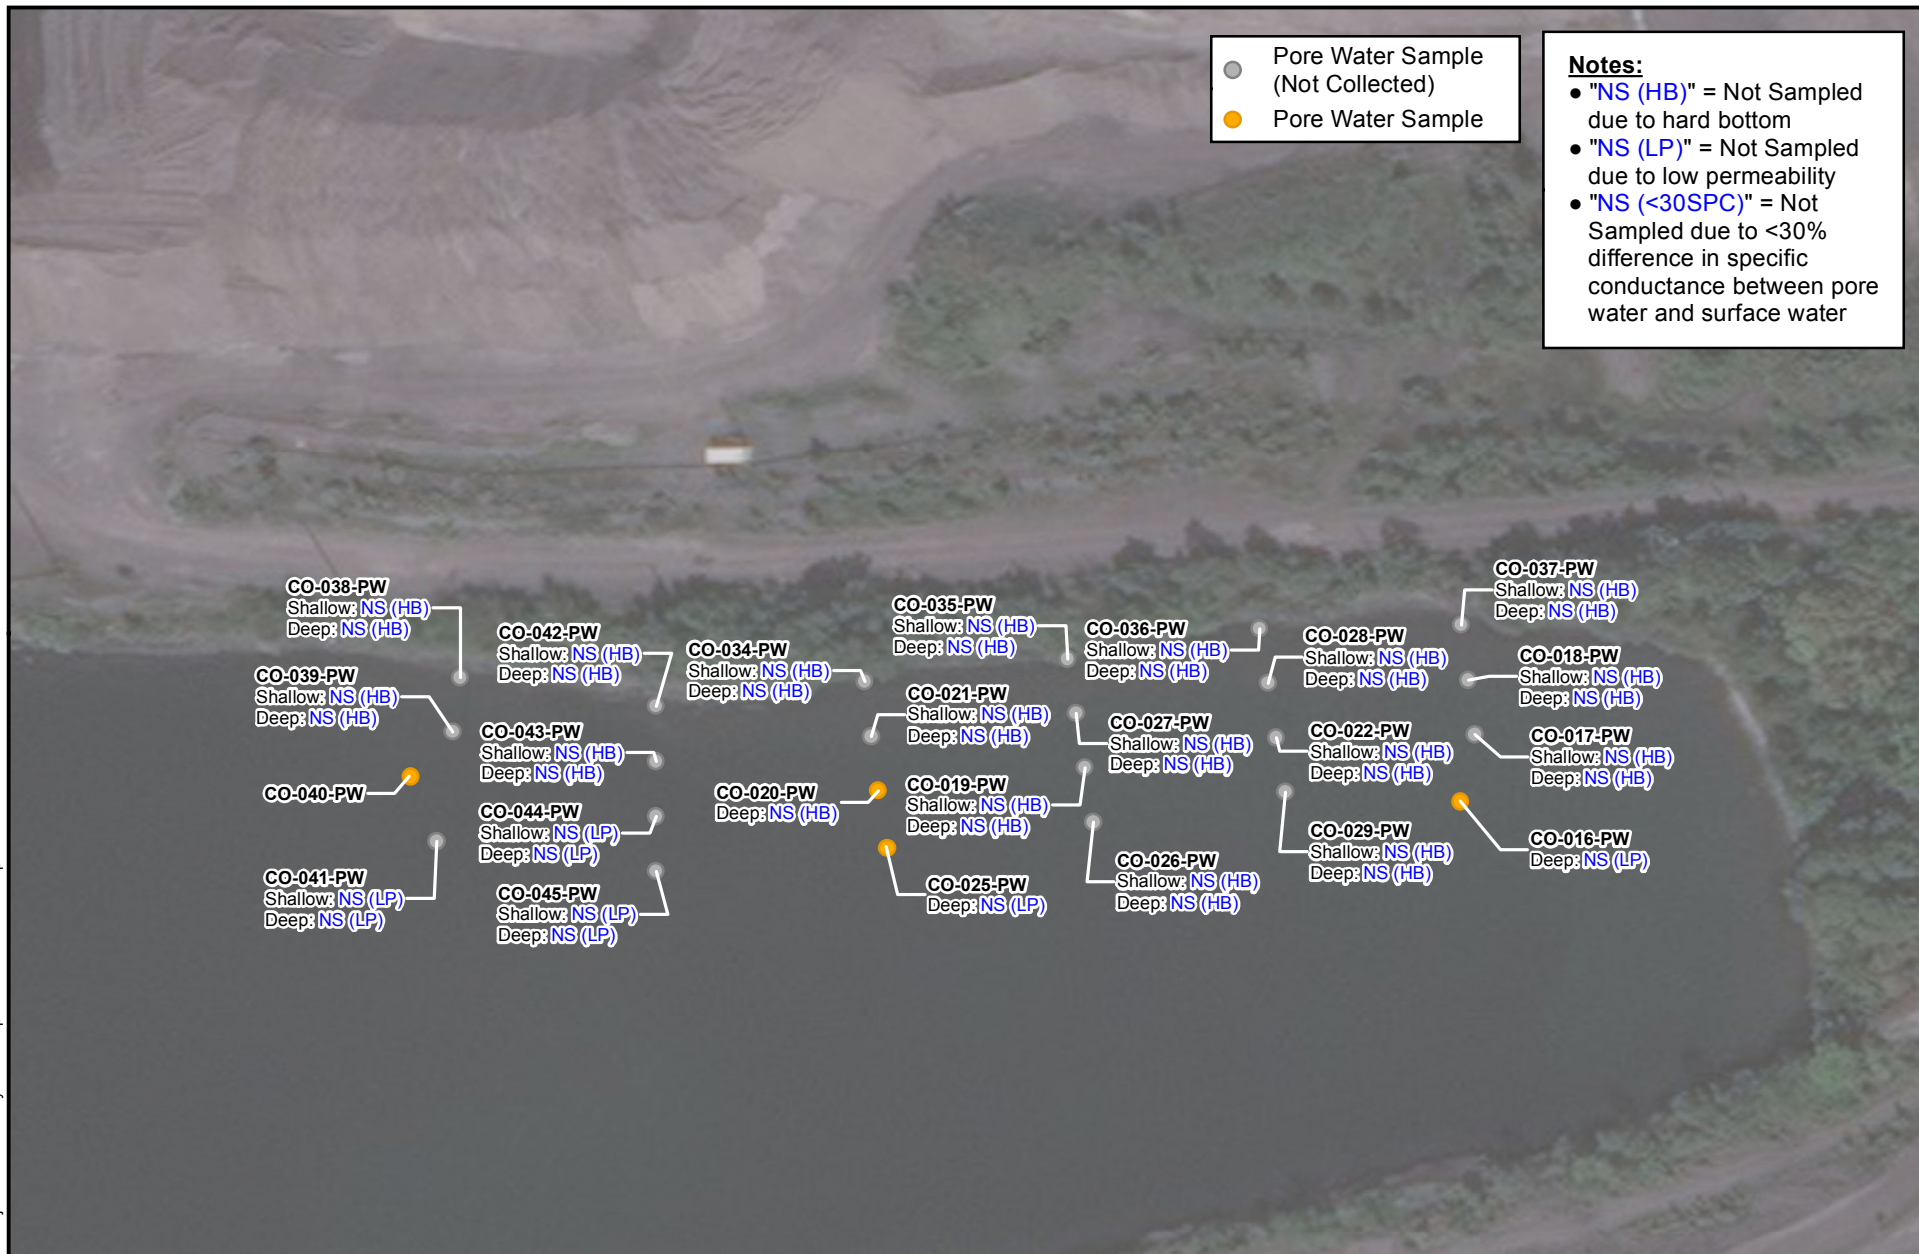 Pore Water Sample
(Not Collected)
Pore Water Sample
Notes:
● "NS (HB)" = Not Sampled
due to hard bottom
● "NS (LP)" = Not Sampled
due to low permeability
● "NS (<30SPC)" = Not
Sampled due to <30%
difference in specific
conductance between pore
water and surface water
CO-038-PW
Shallow: NS (HB)
Deep: NS (HB)
CO-039-PW
Shallow: NS (HB)
Deep: NS (HB)
CO-040-PW
CO-041-PW
Shallow: NS (LP)
Deep: NS (LP)
CO-042-PW
Shallow: NS (HB)
Deep: NS (HB)
CO-043-PW
Shallow: NS (HB)
Deep: NS (HB)
CO-044-PW
Shallow: NS (LP)
Deep: NS (LP)
CO-045-PW
Shallow: NS (LP)
Deep: NS (LP)
CO-034-PW
Shallow: NS (HB)
Deep: NS (HB)
CO-020-PW
Deep: NS (HB)
CO-035-PW
Shallow: NS (HB)
Deep: NS (HB)
CO-021-PW
Shallow: NS (HB)
Deep: NS (HB)
CO-019-PW
Shallow: NS (HB)
Deep: NS (HB)
CO-025-PW
Deep: NS (LP)
CO-036-PW
Shallow: NS (HB)
Deep: NS (HB)
CO-027-PW
Shallow: NS (HB)
Deep: NS (HB)
CO-026-PW
Shallow: NS (HB)
Deep: NS (HB)
CO-028-PW
Shallow: NS (HB)
Deep: NS (HB)
CO-022-PW
Shallow: NS (HB)
Deep: NS (HB)
CO-029-PW
Shallow: NS (HB)
Deep: NS (HB)
CO-037-PW
Shallow: NS (HB)
Deep: NS (HB)
CO-018-PW
Shallow: NS (HB)
Deep: NS (HB)
CO-017-PW
Shallow: NS (HB)
Deep: NS (HB)
CO-016-PW
Deep: NS (LP)